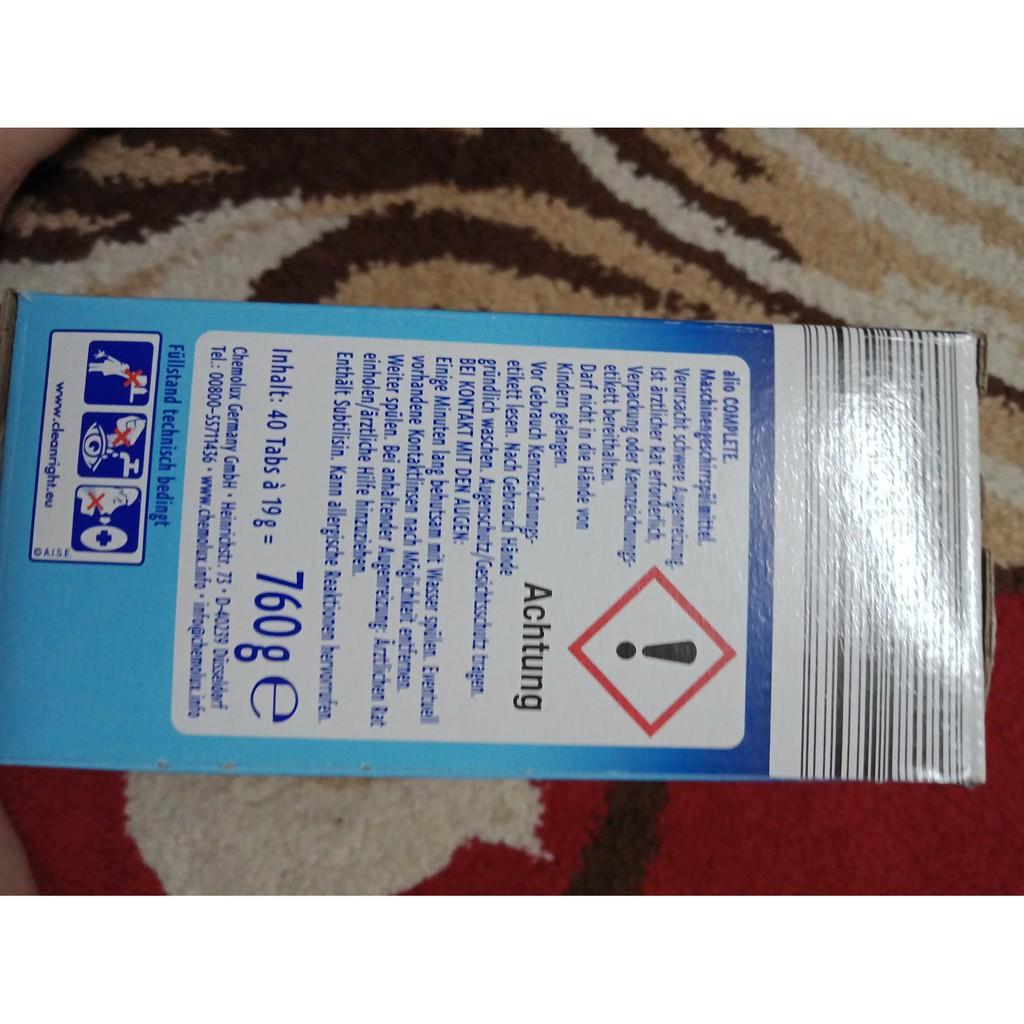 alio COMPLETE.
Maschinengeschirrspülmittel.
Verursacht schwere Augenreizung.
Ist ärztlicher Rat erforderlich,
Verpackung oder Kennzeichnungs-
etikett bereithalten.
Darf nicht in die Hände von
Kindern gelangen.
Vor Gebrauch Kennzeichnungs-
etikett lesen. Nach Gebrauch Hände
gründlich waschen. Augenschutz/Gesichtsschutz tragen.
BEI KONTAKT MIT DEN AUGEN:
Einige Minuten lang behutsam mit Wasser spülen. Eventuell
vorhandene Kontaktlinsen nach Möglichkeit entfernen.
Weiter spülen. Bei anhaltender Augenreizung: Ärztlichen Rat
einholen/ärztliche Hilfe hinzuziehen.
Enthält Subtilisin. Kann allergische Reaktionen hervorrufen.
Achtung
Inhalt: 40 Tabs à 19 g = 760 g e
Chemolux Germany GmbH • Heinrichstr. 73 • D-40239 Düsseldorf
Tel.: 00800-55711456 • www.chemolux.info • info@chemolux.info
Füllstand technisch bedingt
www.cleanright.eu
© A.I.S.E.